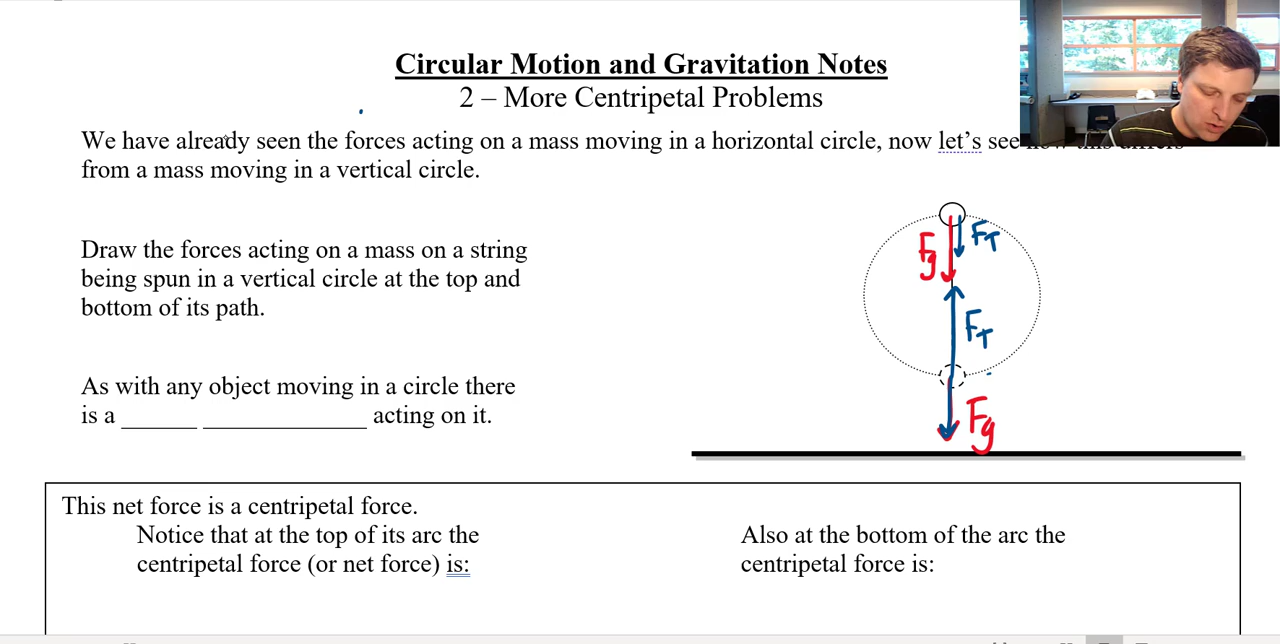 Circular Motion and Gravitation Notes
2 – More Centripetal Problems
We have already seen the forces acting on a mass moving in a horizontal circle, now let’s see
from a mass moving in a vertical circle.
Draw the forces acting on a mass on a string
being spun in a vertical circle at the top and
bottom of its path.
Fg FT
FT
Fg
As with any object moving in a circle there
is a ______ _____________ acting on it.
This net force is a centripetal force.
Notice that at the top of its arc the
centripetal force (or net force) is:
Also at the bottom of the arc the
centripetal force is: